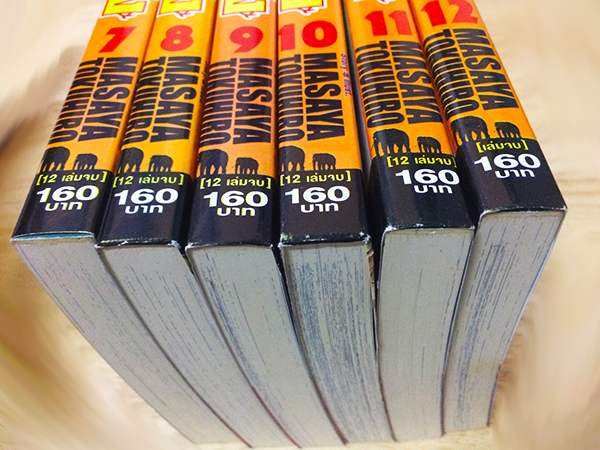 7
MASAYA
TOKUHIRO
[12 เล่มจบ]
160
บาท
8
MASAYA
TOKUHIRO
[12 เล่มจบ]
160
บาท
9
MASAYA
TOKUHIRO
[12 เล่มจบ]
160
บาท
10
MASAYA
TOKUHIRO
[12 เล่มจบ]
160
บาท
11
MASAYA
TOKUHIRO
[12 เล่มจบ]
160
บาท
12
MASAYA
TOKUHIRO
[เล่มจบ]
160
บาท